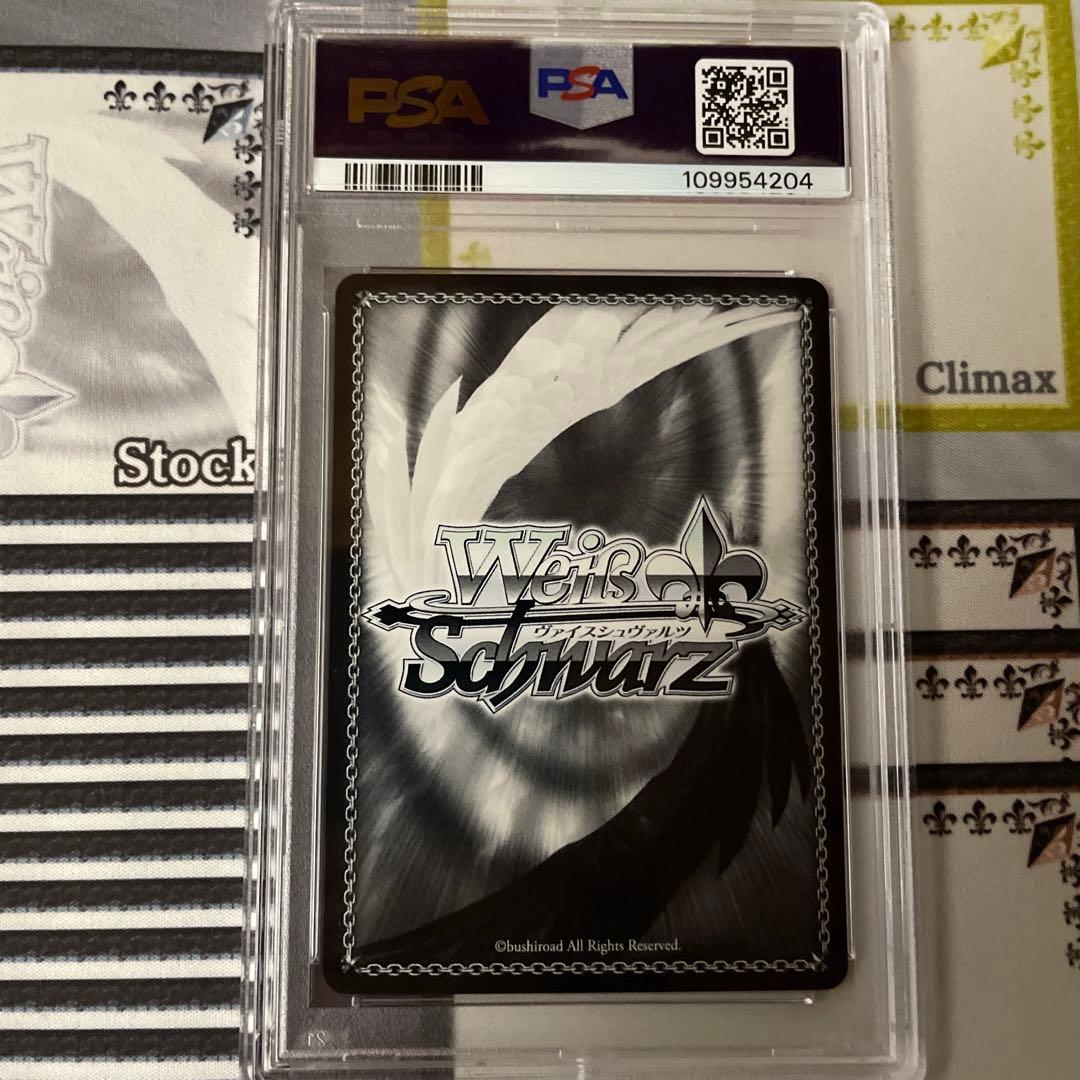 PSA
PSA
109954204
Climax
Stock
Weiß
ヴァイスシュヴァルツ
Schwarz
©bushiroad All Rights Reserved.